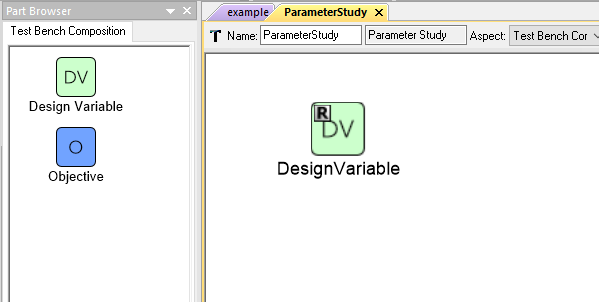 Part Browser
Test Bench Composition
DV
Design Variable
O
Objective
example ParameterStudy
T Name: ParameterStudy Parameter Study Aspect: Test Bench Cor
R
DV
DesignVariable